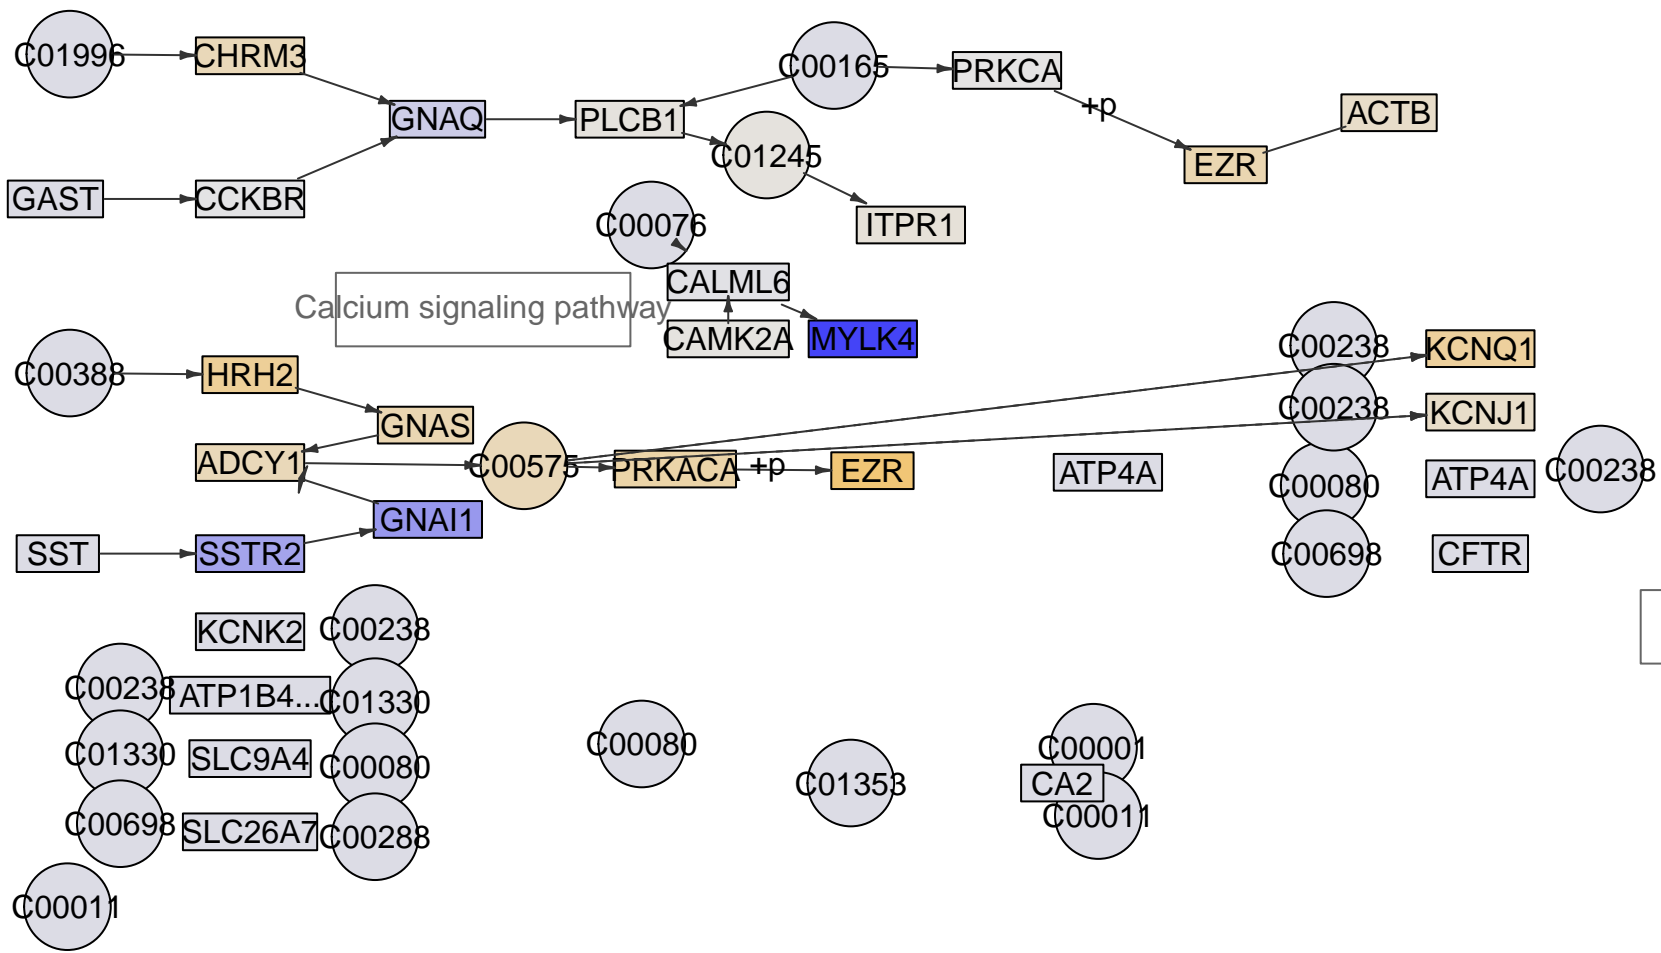 C01996
CHRM3
C00165
PRKCA
+p
ACTB
GNAQ
PLCB1
C01245
EZR
GAST
CCKBR
C00076
ITPR1
CALML6
Calcium signaling pathway
CAMK2A
MYLK4
C00238
KCNQ1
C00388
HRH2
C00238
KCNJ1
GNAS
ADCY1
C00575
PRKACA
+p
EZR
ATP4A
C00080
ATP4A
C00238
GNAI1
SST
SSTR2
C00698
CFTR
KCNK2
C00238
C00238
ATP1B4...
C01330
C01330
SLC9A4
C00080
C00080
C01353
C00001
CA2
C00011
C00698
SLC26A7
C00288
C00011